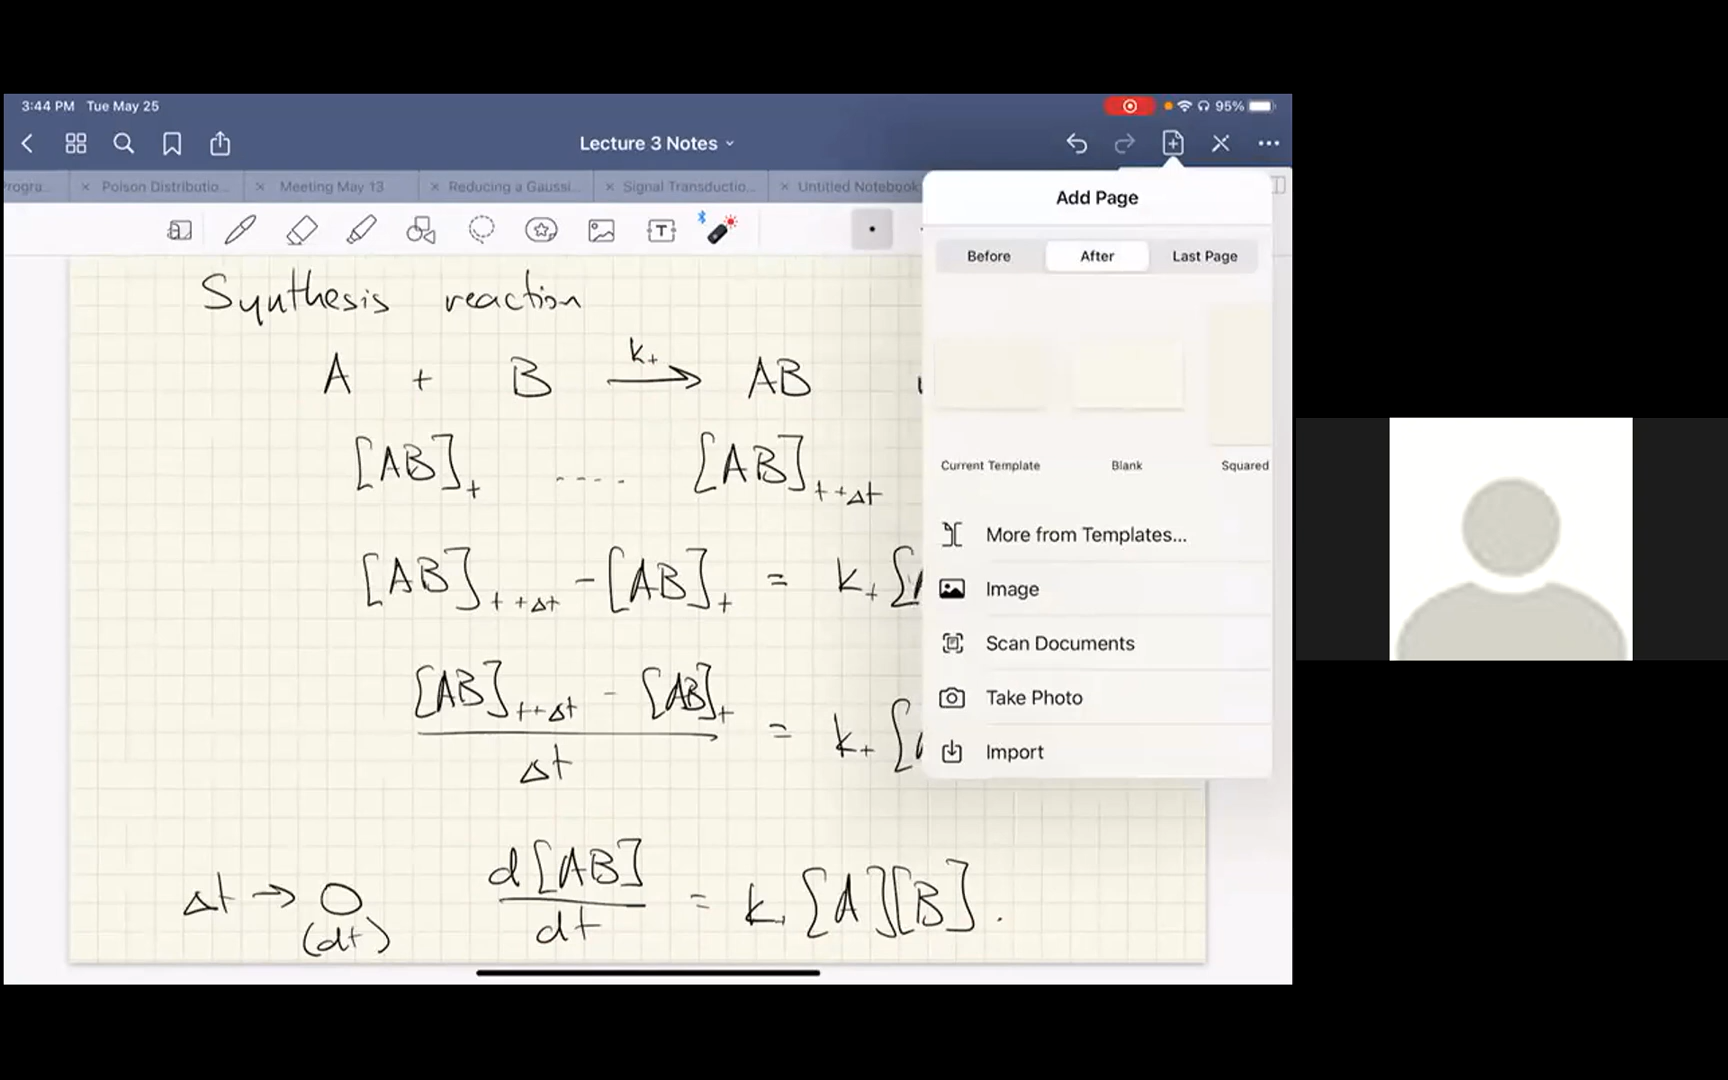 3:44 PM Tue May 25
95%
Lecture 3 Notes
Progra...
Poison Distributio...
Meeting May 13
Reducing a Gaussi...
Signal Transductio...
Untitled Notebook
Add Page
Before After Last Page
Current Template Blank Squared
More from Templates...
Image
Scan Documents
Take Photo
Import
Synthesis reaction
A + B →(k₊) AB
[AB]ₜ ---- [AB]ₜ₊Δₜ
[AB]ₜ₊Δₜ - [AB]ₜ = k₊ [
[AB]ₜ₊Δₜ - [AB]ₜ / Δt = k₊ [
Δt → 0 (dt) d[AB]/dt = k₊ [A][B].